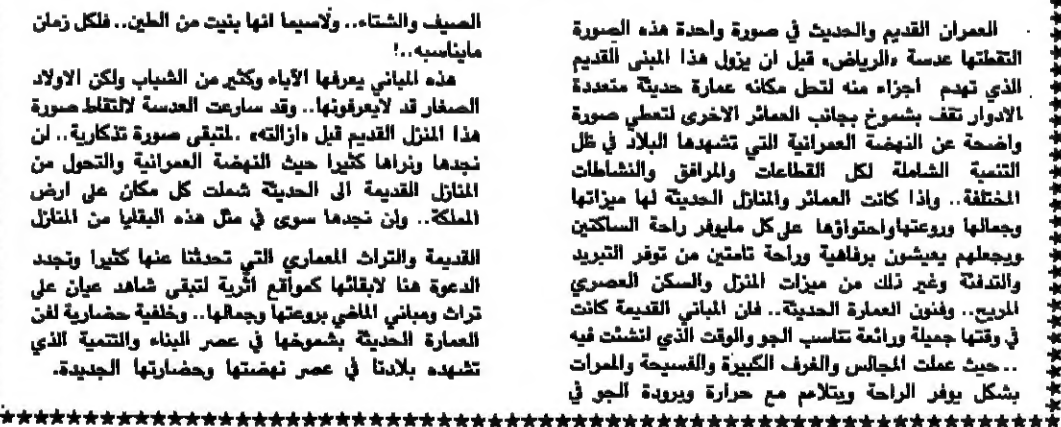 العمران القديم والحديث في صورة واحدة هذه الصورة
التقطتها عدسة «الرياض» قبل ان يزول هذا المبنى القديم
الذي تهدم أجزاء منه لتحل مكانه عمارة حديثة متعددة
الادوار تقف بشموخ بجانب العمائر الاخرى لتعطي صورة
واضحة عن النهضة العمرانية التي تشهدها البلاد في ظل
التنمية الشاملة لكل القطاعات والمرافق والنشاطات
المختلفة.. واذا كانت العمائر والمنازل الحديثة لها ميزاتها
وجمالها وروعتها واحتواؤها على كل مايوفر راحة الساكنين
ويجعلهم يعيشون برفاهية وراحة تامتين من توفر التبريد
والتدفئة وغير ذلك من ميزات المنزل والسكن العصري
المريح.. وفنون العمارة الحديثة.. فان المباني القديمة كانت
في وقتها جميلة ورائعة تتاسب الجو والوقت الذي انشئت فيه
.. حيث عملت المجالس والغرف الكبيرة والفسيحة والممرات
بشكل يوفر الراحة ويتلاءم مع حرارة وبرودة الجو في
الصيف والشتاء.. ولاسيما انها بنيت من الطين.. فلكل زمان
مايناسبه..!
هذه المباني يعرفها الآباء وكثير من الشباب ولكن الاولاد
الصغار قد لايعرفونها.. وقد سارعت العدسة لالتقاط صورة
هذا المنزل القديم قبل «ازالته» .لتبقى صورة تذكارية.. لن
نجدها ونراها كثيرا حيث النهضة العمرانية والتحول من
المنازل القديمة الى الحديثة شملت كل مكان على ارض
المملكة.. ولن نجدها سوى في مثل هذه البقايا من المنازل
القديمة والتراث المعماري التي تحدثنا عنها كثيرا ونجدد
الدعوة هنا لابقائها كمواقع اثرية لتبقى شاهد عيان على
تراث ومباني الماضي بروعتها وجمالها.. وخلفية حضارية لفن
العمارة الحديثة بشموخها في عصر البناء والتنمية الذي
تشهده بلادنا في عصر نهضتها وحضارتها الجديدة.